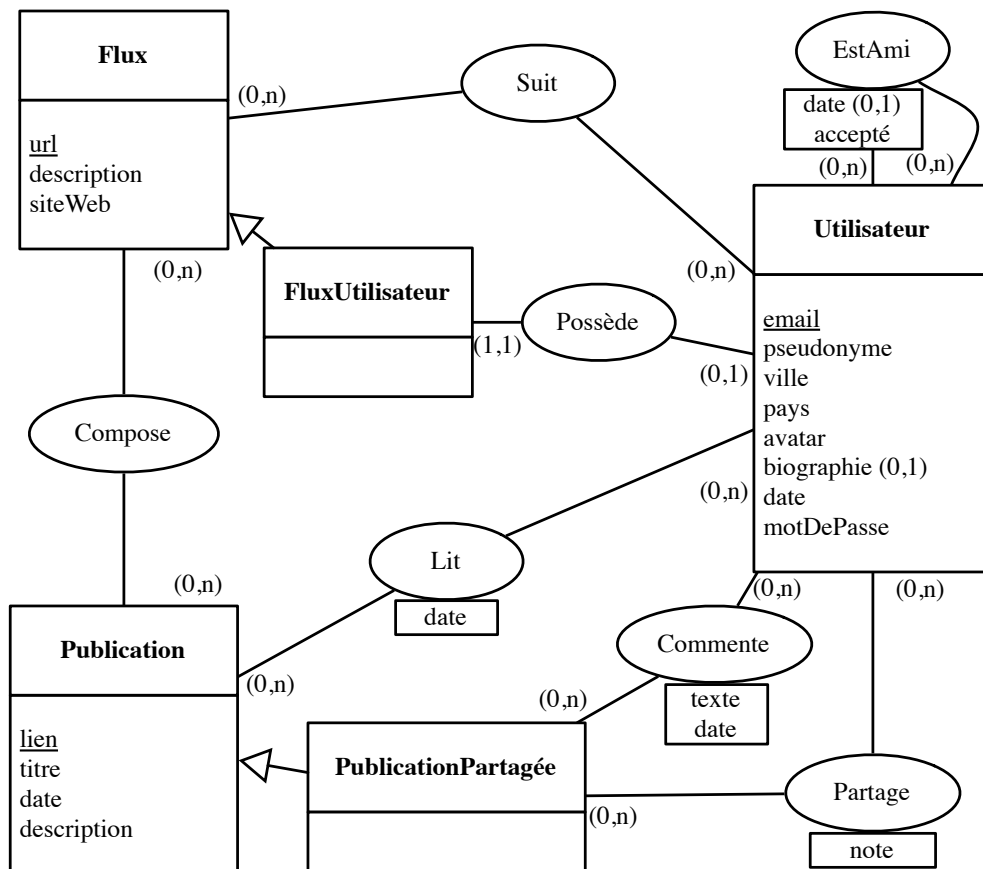 Flux
(0,n)
url
description
siteWeb
(0,n)
Suit
(0,n)
EstAmi
date (0,1)
accepté
(0,n)
(0,n)
Utilisateur
email
pseudonyme
ville
pays
avatar
biographie (0,1)
date
motDePasse
FluxUtilisateur
(1,1)
Possède
(0,1)
Compose
(0,n)
(0,n)
Lit
date
(0,n)
Publication
lien
titre
date
description
(0,n)
Commente
texte
date
(0,n)
PublicationPartagée
(0,n)
Partage
note
(0,n)